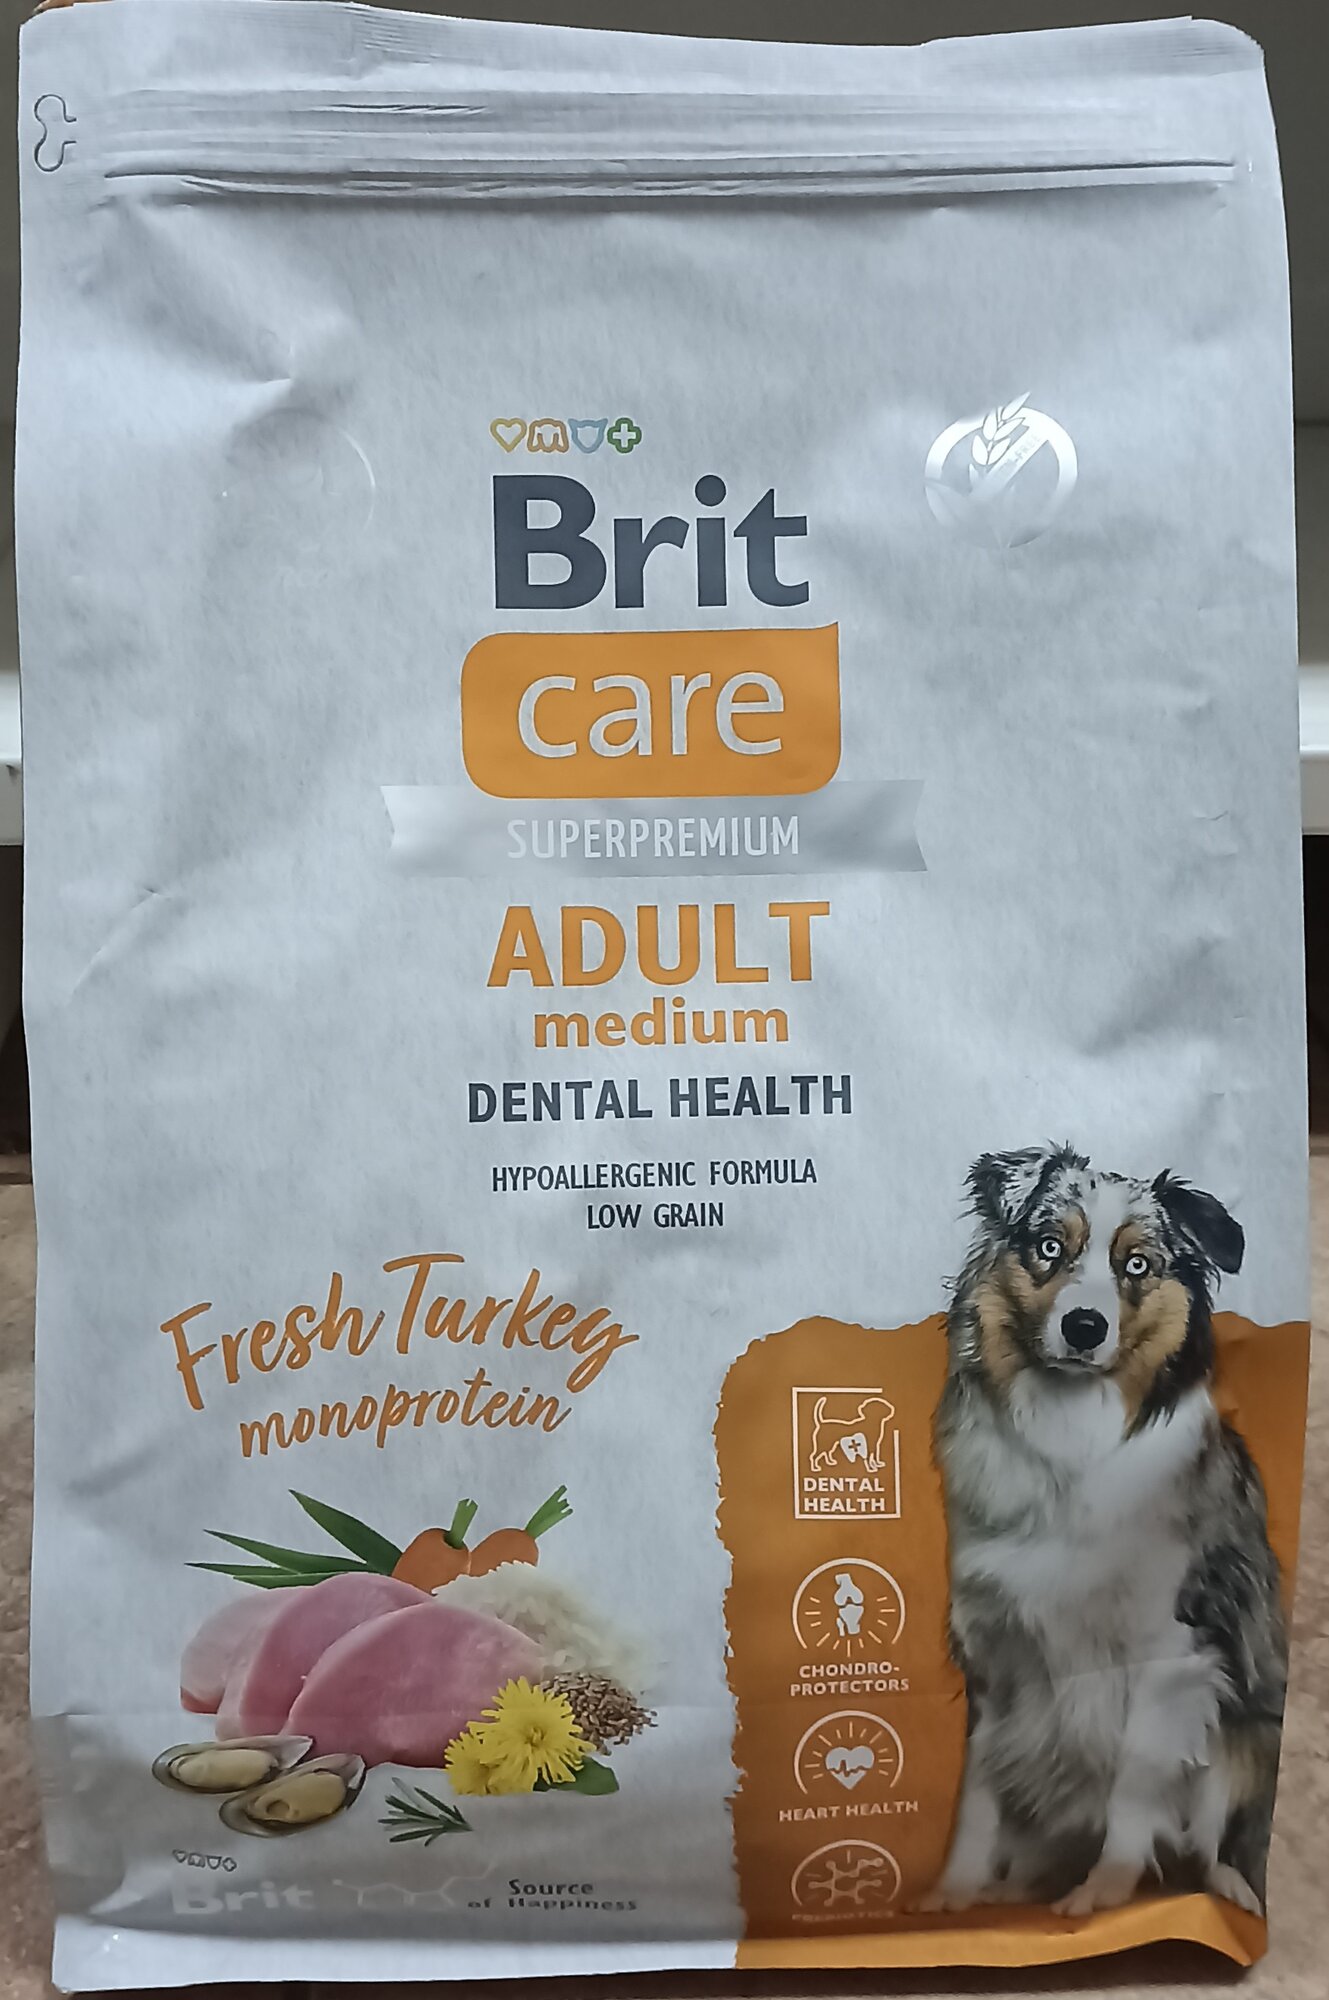 Brit
care
SUPERPREMIUM
ADULT
medium
DENTAL HEALTH
HYPOALLERGENIC FORMULA
LOW GRAIN
Fresh Turkey
monoprotein
DENTAL
HEALTH
CHONDRO-
PROTECTORS
HEART HEALTH
PREBIOTICS
Brit
Source
of Happiness